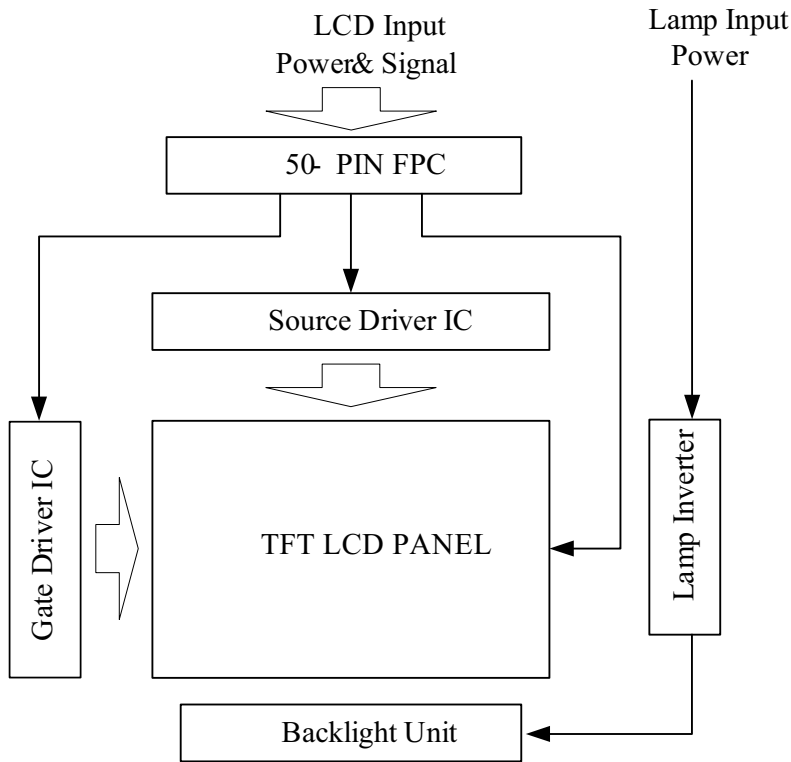 LCD Input
Power& Signal
Lamp Input
Power
50- PIN FPC
Source Driver IC
Gate Driver IC
TFT LCD PANEL
Lamp Inverter
Backlight Unit